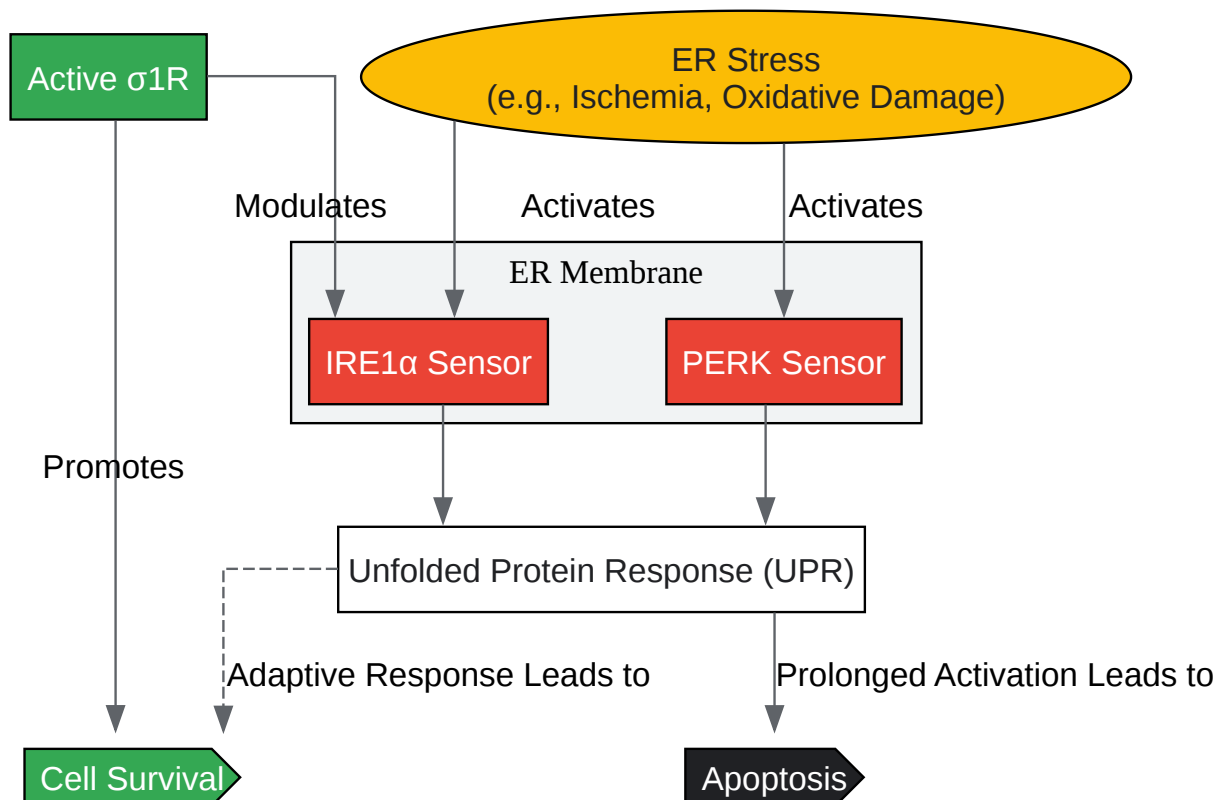 Active σ1R
ER Stress
(e.g., Ischemia, Oxidative Damage)
Modulates
Activates
Activates
ER Membrane
IRE1α Sensor
PERK Sensor
Promotes
Unfolded Protein Response (UPR)
Adaptive Response Leads to
Prolonged Activation Leads to
Cell Survival
Apoptosis